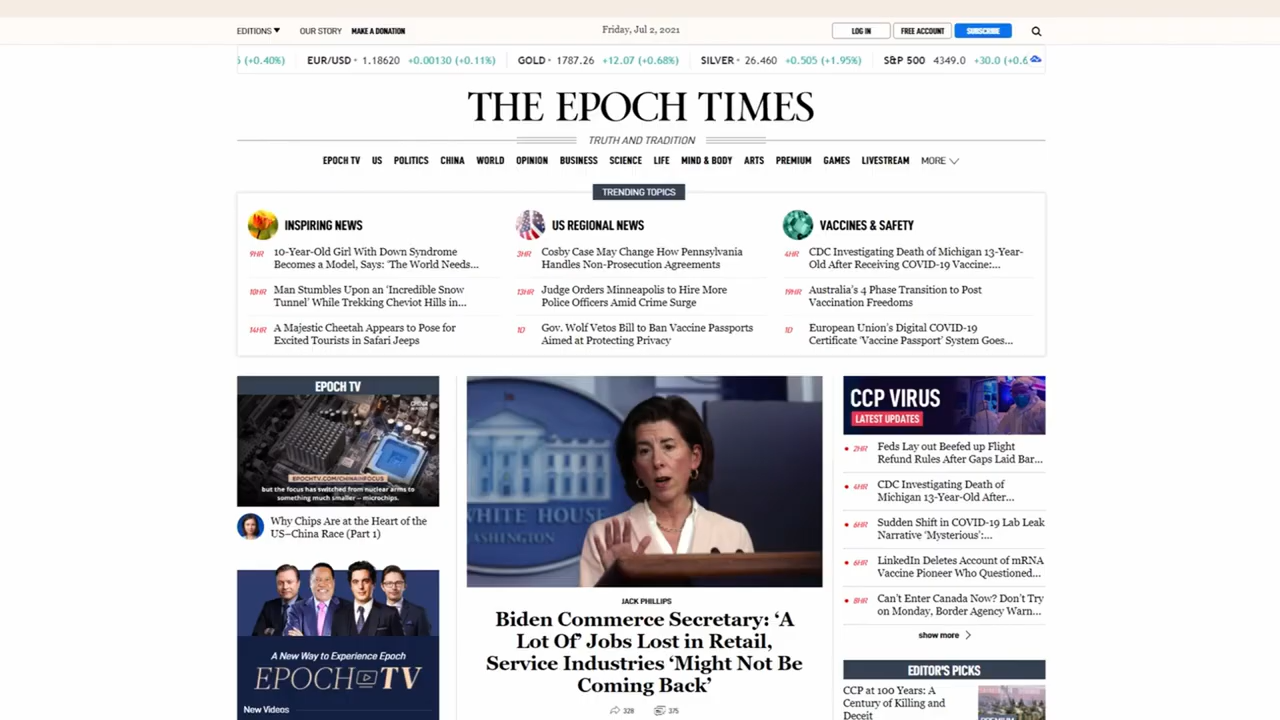 EDITIONS OUR STORY MAKE A DONATION
Friday, Jul 2, 2021
LOG IN FREE ACCOUNT SUBSCRIBE
(+0.40%) EUR/USD 1.18620 +0.00130 (+0.11%) GOLD 1787.26 +12.07 (+0.68%) SILVER 26.460 +0.505 (+1.95%) S&P 500 4349.0 +30.0
THE EPOCH TIMES
TRUTH AND TRADITION
EPOCH TV US POLITICS CHINA WORLD OPINION BUSINESS SCIENCE LIFE MIND & BODY ARTS PREMIUM GAMES LIVESTREAM MORE
TRENDING TOPICS
INSPIRING NEWS
9HR 10-Year-Old Girl With Down Syndrome
Becomes a Model, Says: 'The World Needs...
10HR Man Stumbles Upon an 'Incredible Snow
Tunnel' While Trekking Cheviot Hills in...
14HR A Majestic Cheetah Appears to Pose for
Excited Tourists in Safari Jeeps
US REGIONAL NEWS
3HR Cosby Case May Change How Pennsylvania
Handles Non-Prosecution Agreements
13HR Judge Orders Minneapolis to Hire More
Police Officers Amid Crime Surge
1D Gov. Wolf Vetos Bill to Ban Vaccine Passports
Aimed at Protecting Privacy
VACCINES & SAFETY
4HR CDC Investigating Death of Michigan 13-Year-
Old After Receiving COVID-19 Vaccine:...
19HR Australia's 4 Phase Transition to Post
Vaccination Freedoms
1D European Union's Digital COVID-19
Certificate 'Vaccine Passport' System Goes...
EPOCH TV
EPOCHTV.COM/CHINAINFOCUS
but the focus has switched from nuclear arms to
something much smaller – microchips.
Why Chips Are at the Heart of the
US–China Race (Part 1)
A New Way to Experience Epoch
EPOCH TV
New Videos
WHITE HOUSE
WASHINGTON
JACK PHILLIPS
Biden Commerce Secretary: 'A
Lot Of' Jobs Lost in Retail,
Service Industries 'Might Not Be
Coming Back'
328 375
CCP VIRUS
LATEST UPDATES
2HR Feds Lay out Beefed up Flight
Refund Rules After Gaps Laid Bar...
4HR CDC Investigating Death of
Michigan 13-Year-Old After...
6HR Sudden Shift in COVID-19 Lab Leak
Narrative 'Mysterious':...
6HR LinkedIn Deletes Account of mRNA
Vaccine Pioneer Who Questioned...
8HR Can't Enter Canada Now? Don't Try
on Monday, Border Agency Warn...
show more
EDITOR'S PICKS
CCP at 100 Years: A
Century of Killing and
Deceit
PREMIUM